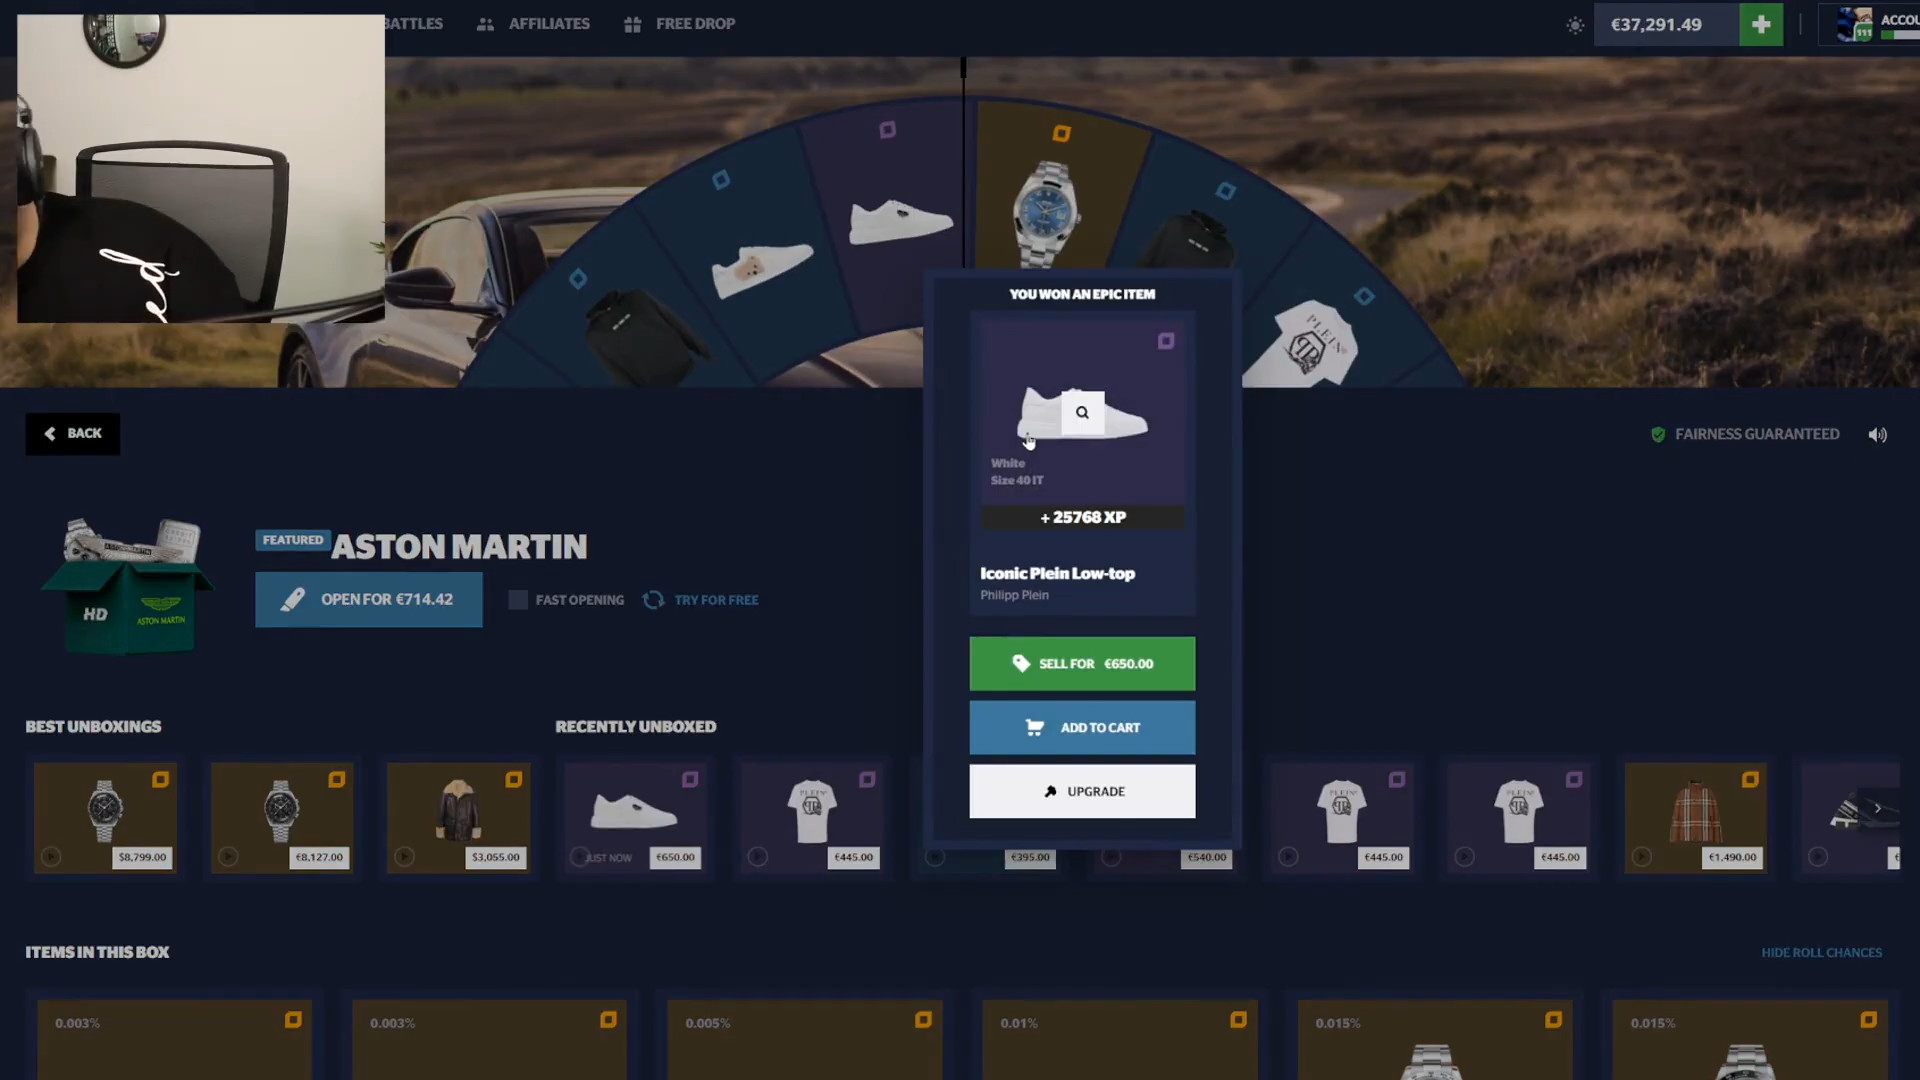 BATTLES
AFFILIATES
FREE DROP
€37,291.49
111
ACCOU
ed
PLEIN
YOU WON AN EPIC ITEM
White
Size 40 IT
+ 25768 XP
Iconic Plein Low-top
Philipp Plein
SELL FOR €650.00
ADD TO CART
UPGRADE
BACK
FAIRNESS GUARANTEED
HD
ASTON MARTIN
FEATURED
ASTON MARTIN
OPEN FOR €714.42
FAST OPENING
TRY FOR FREE
BEST UNBOXINGS
RECENTLY UNBOXED
$8,799.00
€8,127.00
$3,055.00
JUST NOW
€650.00
€445.00
€395.00
€540.00
€445.00
€445.00
€1,490.00
ITEMS IN THIS BOX
HIDE ROLL CHANCES
0.003%
0.003%
0.005%
0.01%
0.015%
0.015%